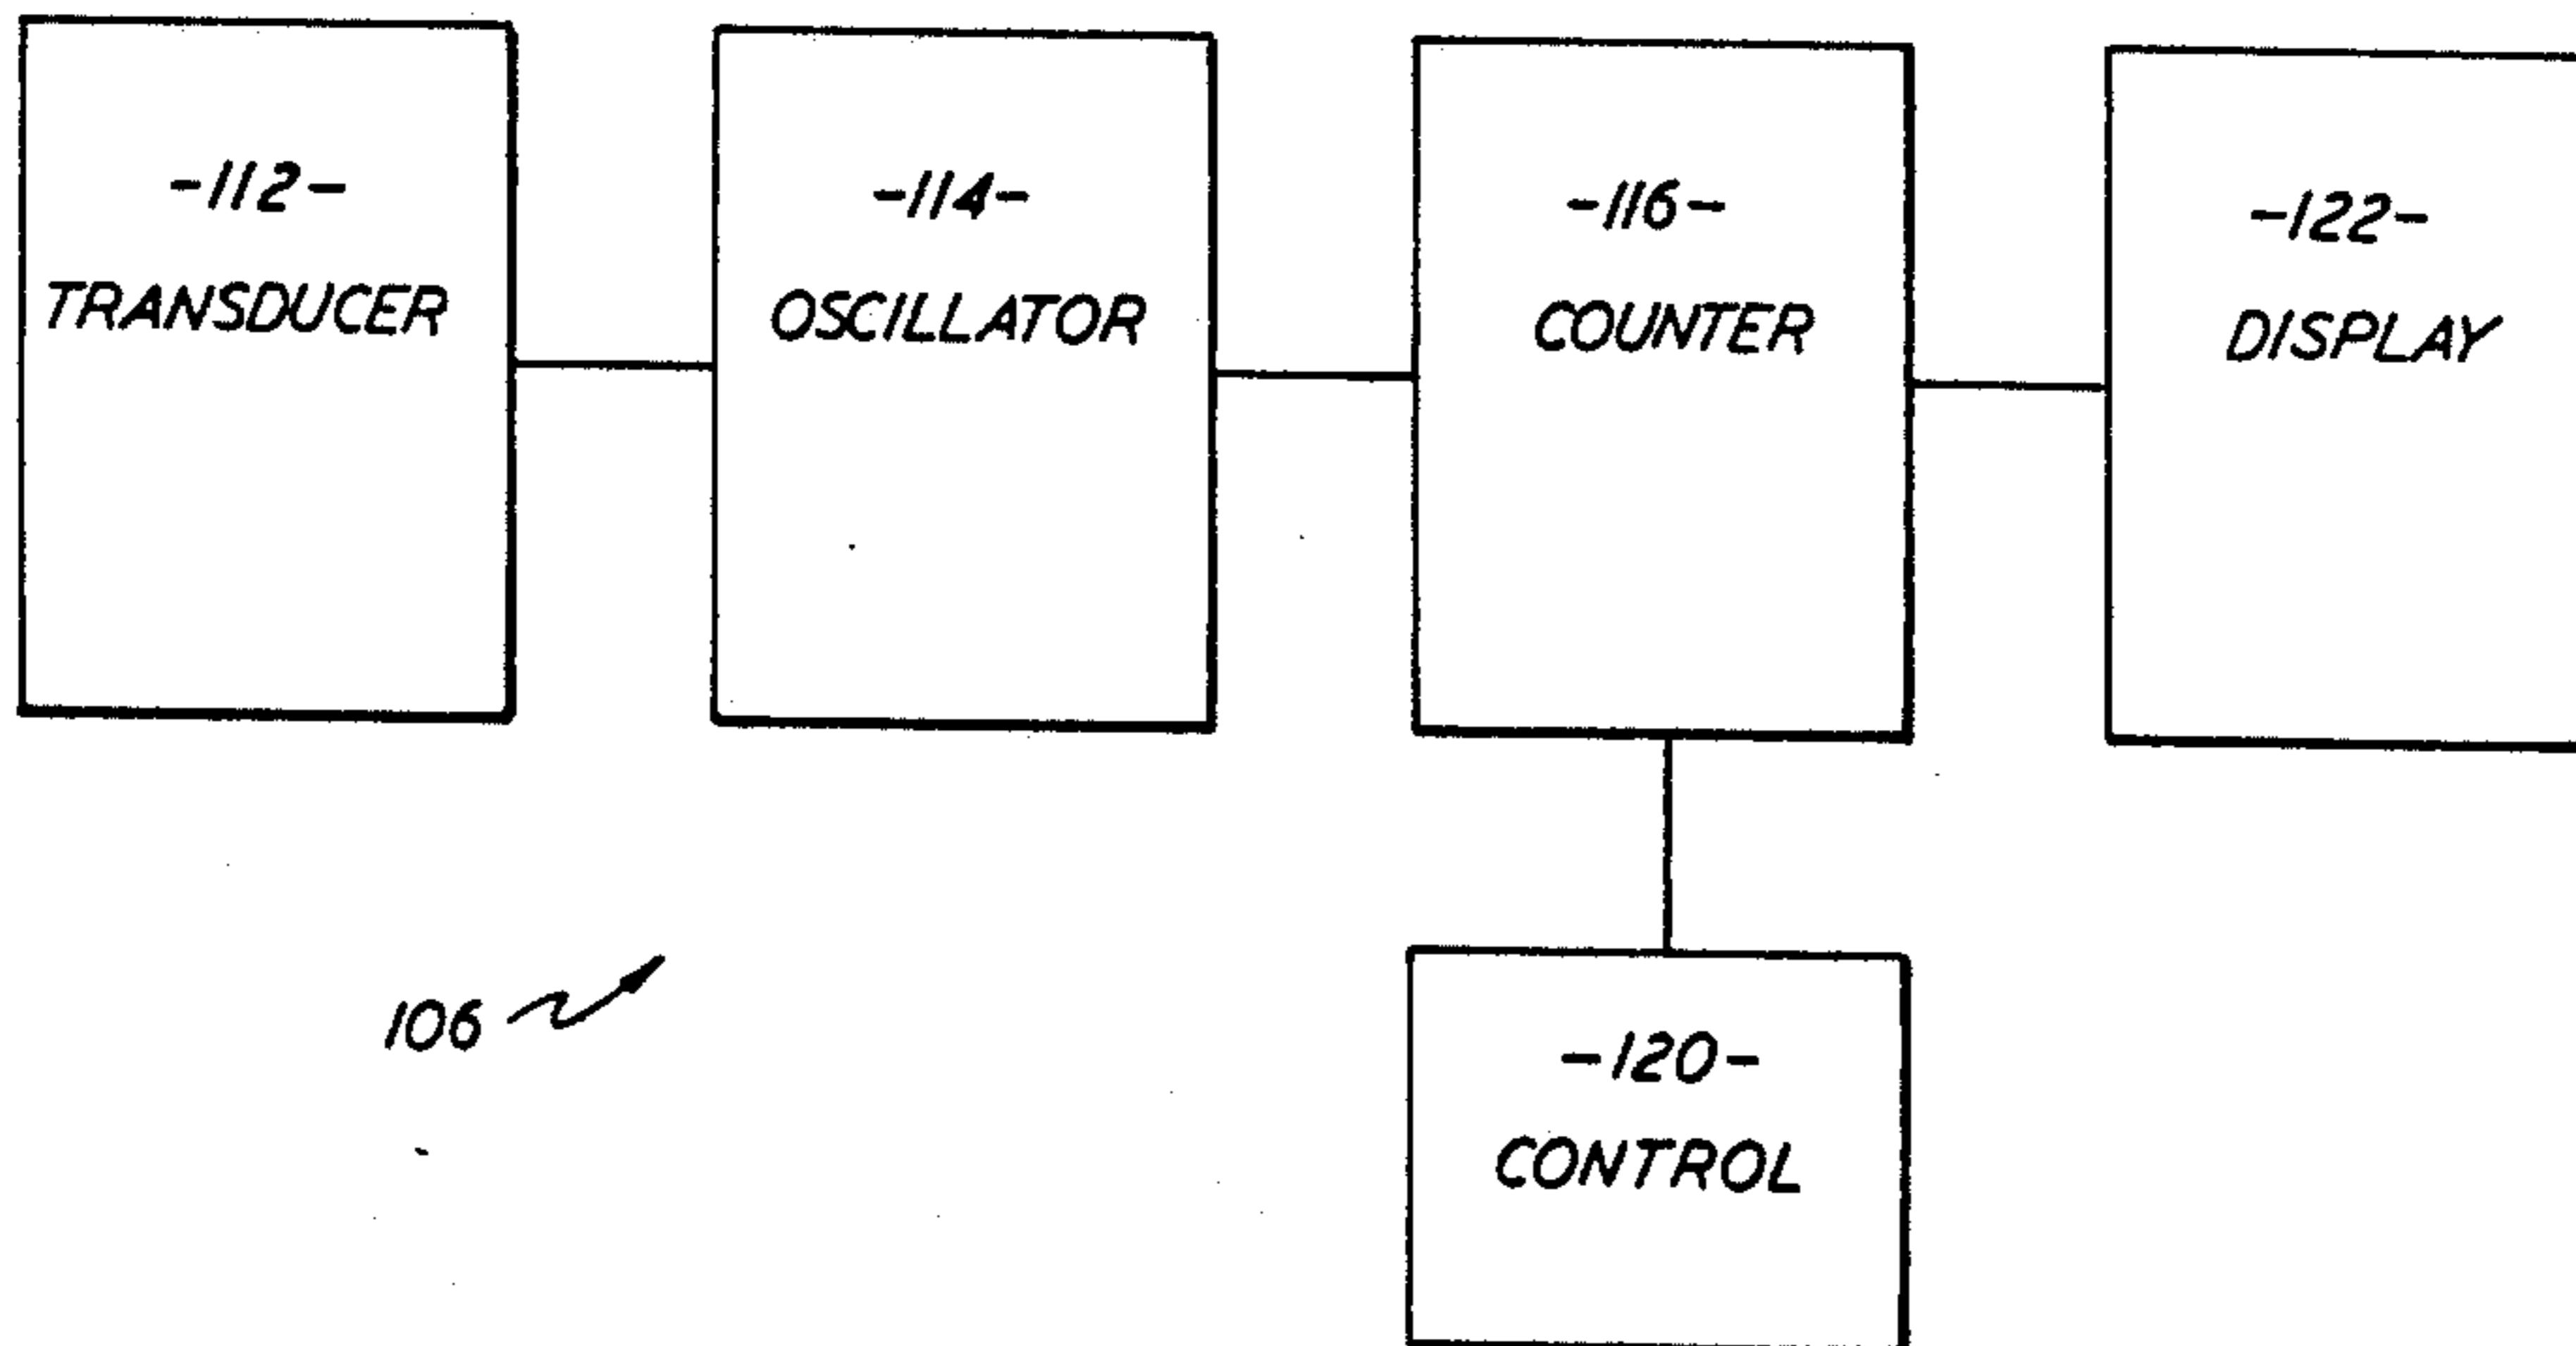 -112-
TRANSDUCER
-114-
OSCILLATOR
-116-
COUNTER
-122-
DISPLAY
106
-120-
CONTROL